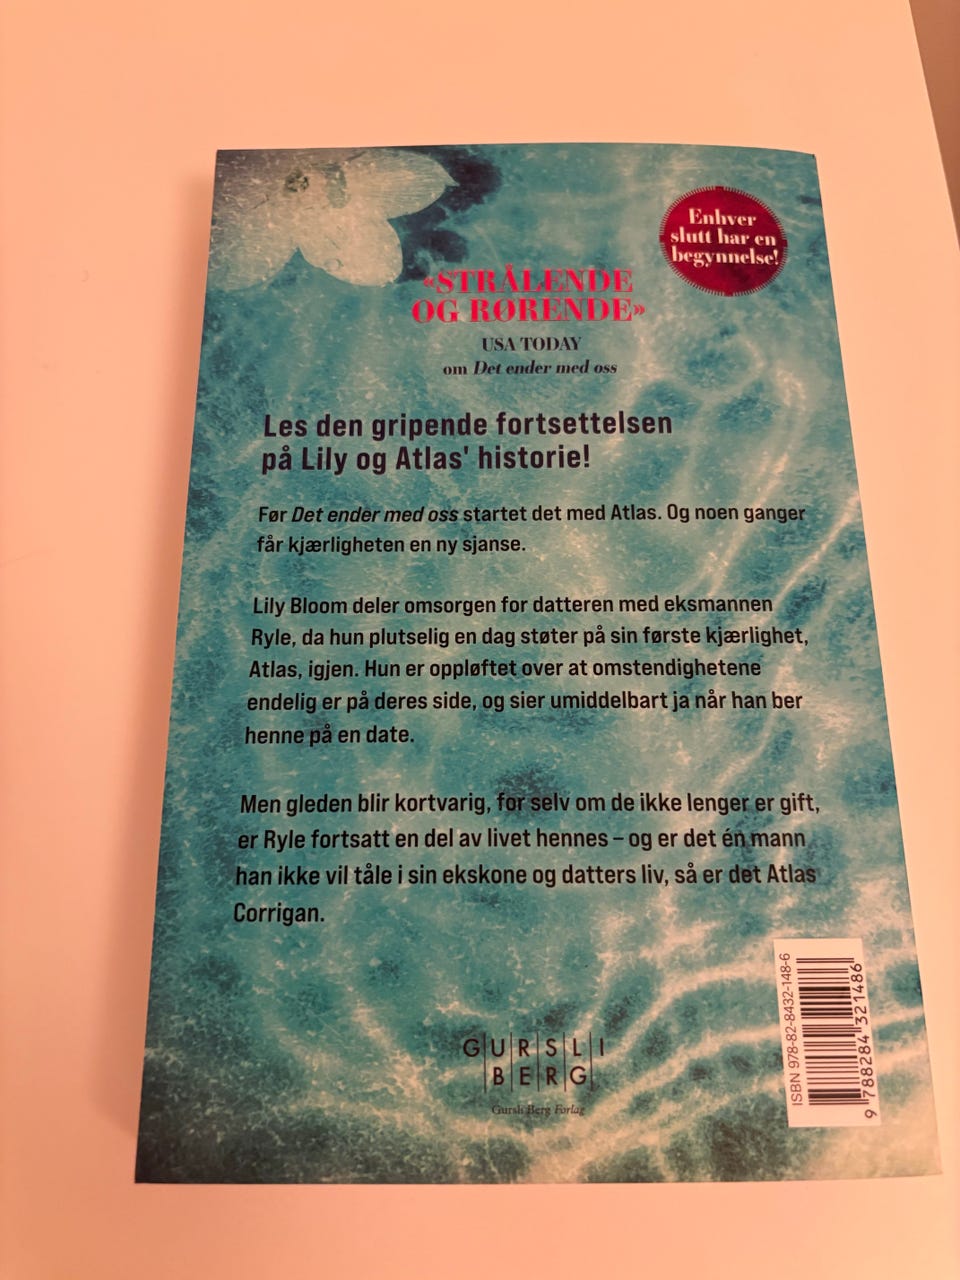 Enhver
slutt har en
begynnelse!
«STRÅLENDE
OG RØRENDE»
USA TODAY
om Det ender med oss
Les den gripende fortsettelsen
på Lily og Atlas' historie!
Før Det ender med oss startet det med Atlas. Og noen ganger
får kjærligheten en ny sjanse.
Lily Bloom deler omsorgen for datteren med eksmannen
Ryle, da hun plutselig en dag støter på sin første kjærlighet,
Atlas, igjen. Hun er oppløftet over at omstendighetene
endelig er på deres side, og sier umiddelbart ja når han ber
henne på en date.
Men gleden blir kortvarig, for selv om de ikke lenger er gift,
er Ryle fortsatt en del av livet hennes – og er det én mann
han ikke vil tåle i sin ekskone og datters liv, så er det Atlas
Corrigan.
GURSLI
BERG
Gursli Berg Forlag
ISBN 978-82-8432-148-6
9 788284 321486